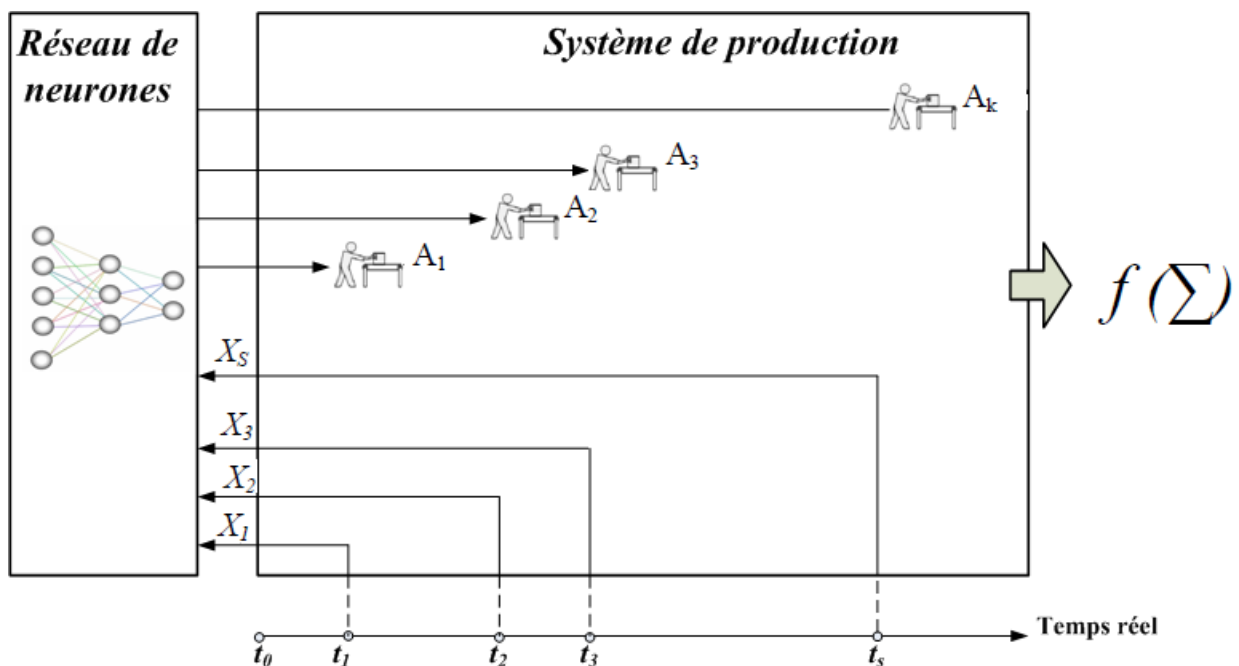 Réseau de
neurones
Système de production
Aₖ
A₃
A₂
A₁
f (∑)
X_S
X₃
X₂
X₁
Temps réel
t₀ t₁ t₂ t₃ tₛ